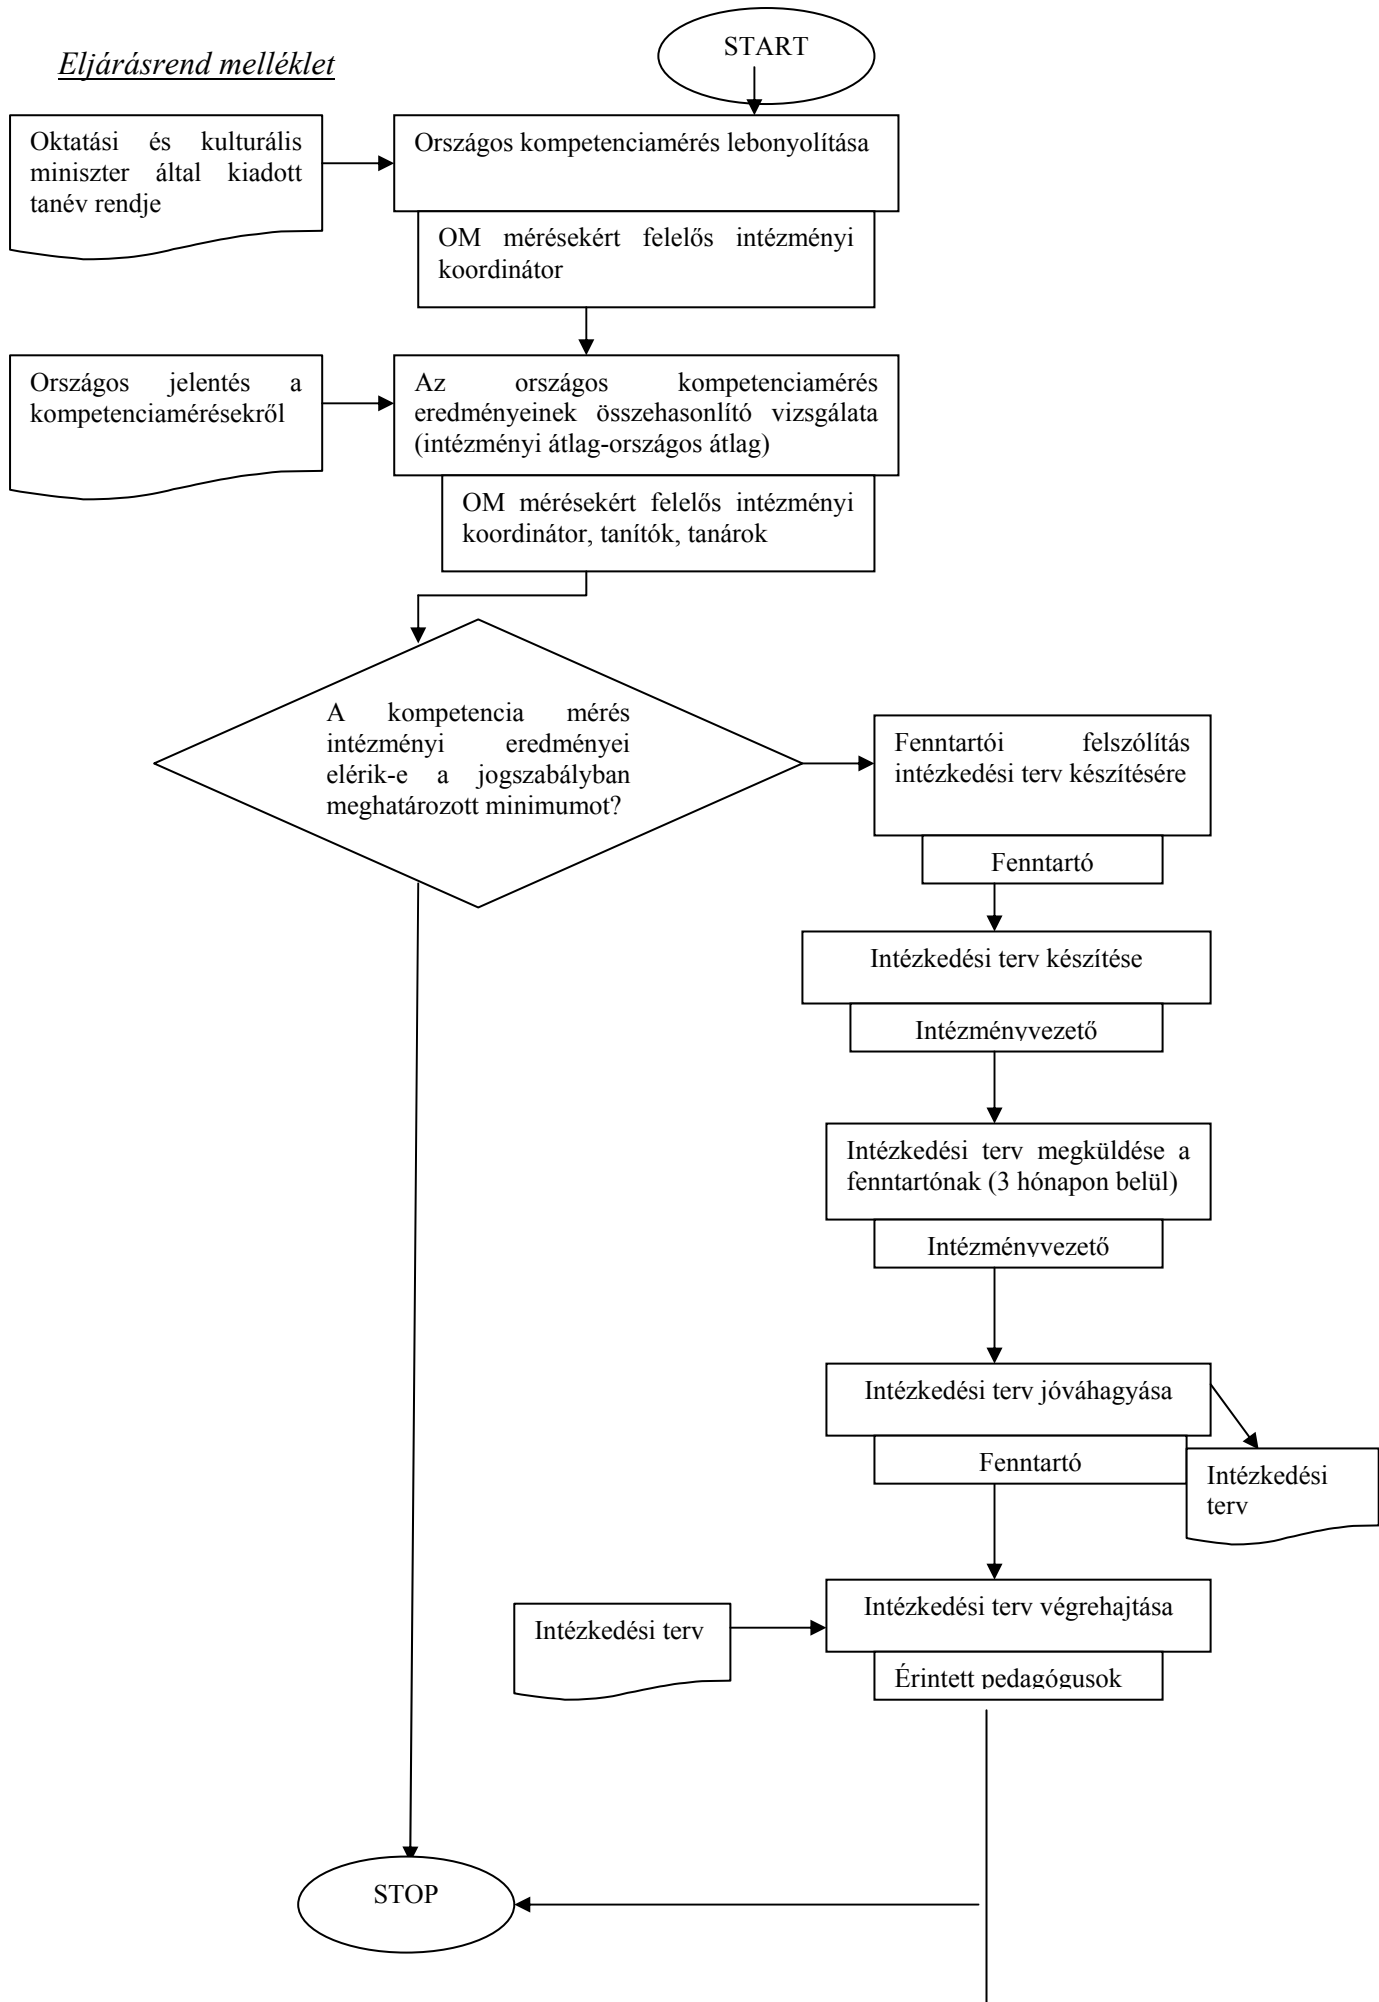 START
Eljárásrend melléklet
Oktatási és kulturális
miniszter által kiadott
tanév rendje
Országos kompetenciamérés lebonyolítása
OM mérésekért felelős intézményi
koordinátor
Országos jelentés a
kompetenciamérésekről
Az országos kompetenciamérés
eredményeinek összehasonlító vizsgálata
(intézményi átlag-országos átlag)
OM mérésekért felelős intézményi
koordinátor, tanítók, tanárok
A kompetencia mérés
intézményi eredményei
elérik-e a jogszabályban
meghatározott minimumot?
Fenntartói felszólítás
intézkedési terv készítésére
Fenntartó
Intézkedési terv készítése
Intézményvezető
Intézkedési terv megküldése a
fenntartónak (3 hónapon belül)
Intézményvezető
Intézkedési terv jóváhagyása
Fenntartó
Intézkedési
terv
Intézkedési terv végrehajtása
Intézkedési terv
Érintett pedagógusok
STOP